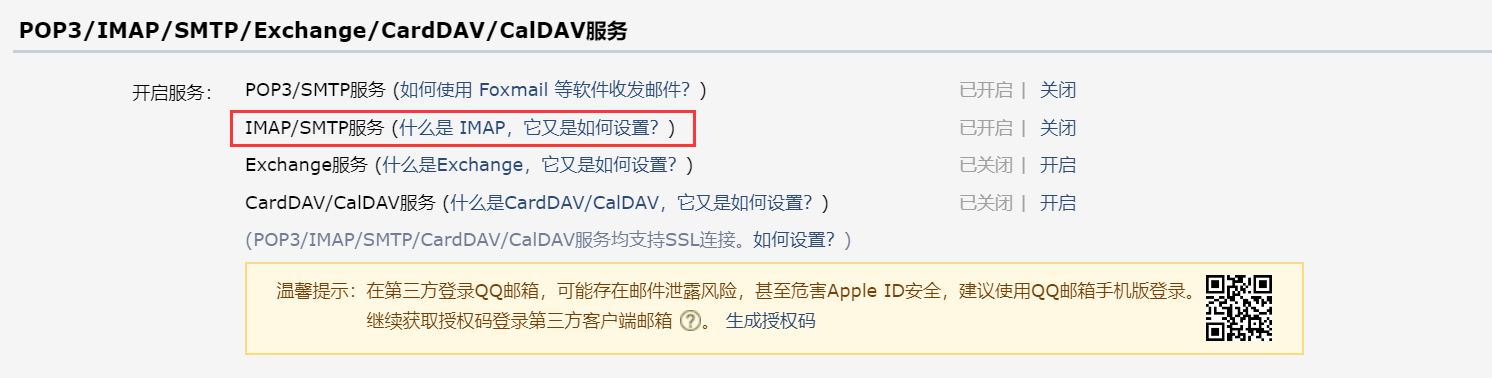 POP3/IMAP/SMTP/Exchange/CardDAV/CalDAV服务
开启服务： POP3/SMTP服务 (如何使用 Foxmail 等软件收发邮件？) 已开启 | 关闭
IMAP/SMTP服务 (什么是 IMAP，它又是如何设置？) 已开启 | 关闭
Exchange服务 (什么是Exchange，它又是如何设置？) 已关闭 | 开启
CardDAV/CalDAV服务 (什么是CardDAV/CalDAV，它又是如何设置？) 已关闭 | 开启
(POP3/IMAP/SMTP/CardDAV/CalDAV服务均支持SSL连接。如何设置？)
温馨提示：在第三方登录QQ邮箱，可能存在邮件泄露风险，甚至危害Apple ID安全，建议使用QQ邮箱手机版登录。
继续获取授权码登录第三方客户端邮箱 ?。 生成授权码